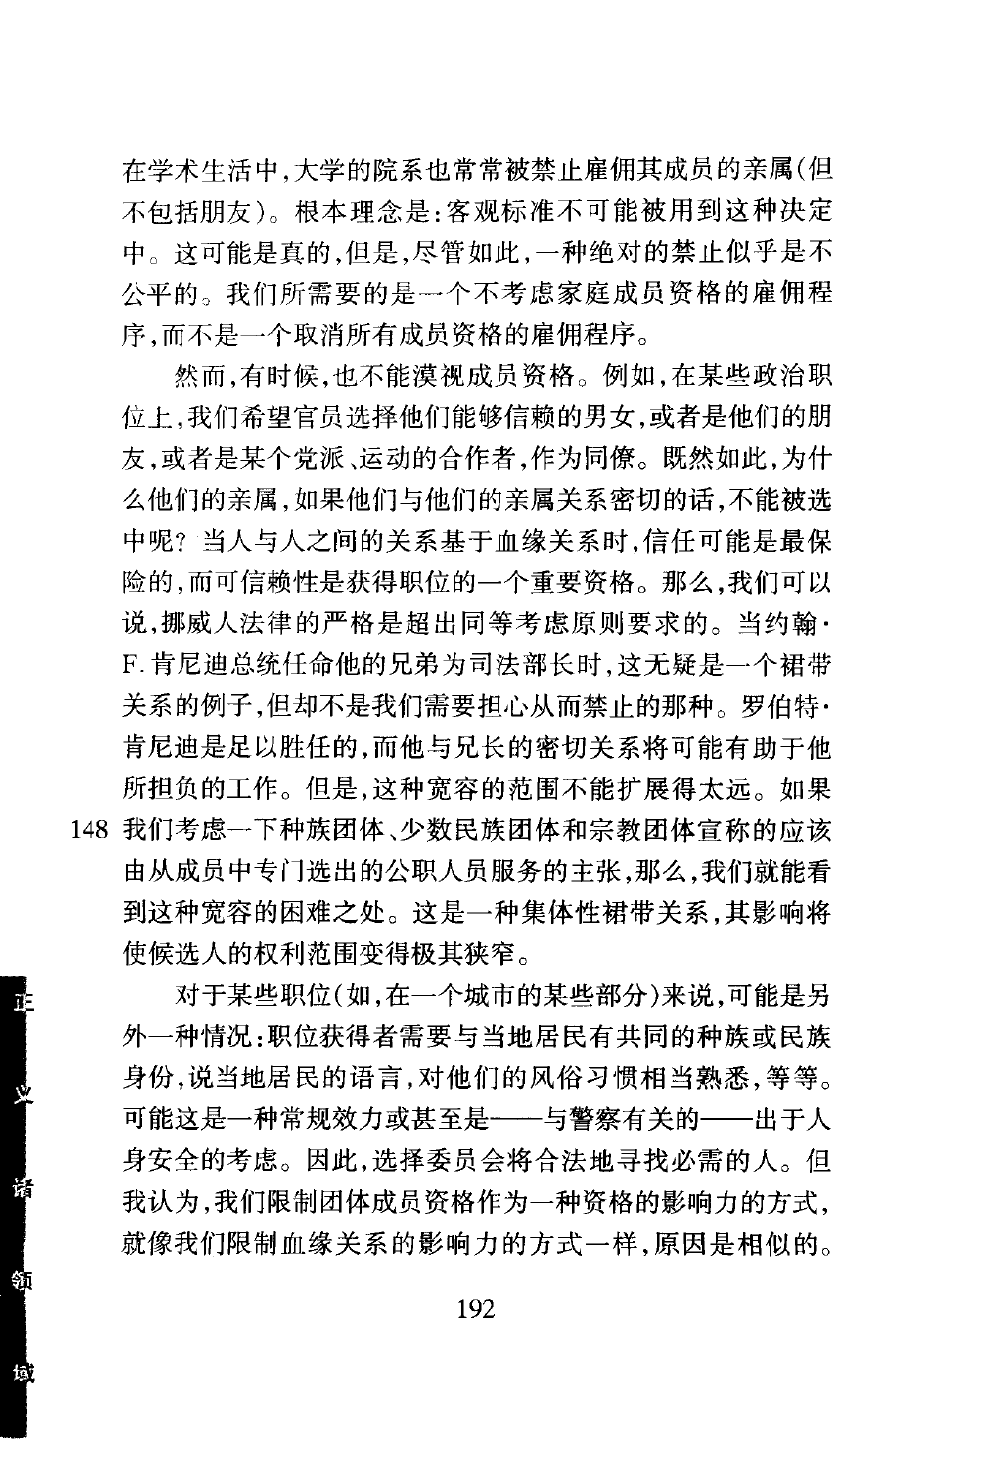 在学术生活中,大学的院系也常常被禁止雇佣其成员的亲属(但
不包括朋友)。根本理念是:客观标准不可能被用到这种决定
中。这可能是真的,但是,尽管如此,一种绝对的禁止似乎是不
公平的。我们所需要的是一个不考虑家庭成员资格的雇佣程
序,而不是一个取消所有成员资格的雇佣程序。
然而,有时候,也不能漠视成员资格。例如,在某些政治职
位上,我们希望官员选择他们能够信赖的男女,或者是他们的朋
友,或者是某个党派、运动的合作者,作为同僚。既然如此,为什
么他们的亲属,如果他们与他们的亲属关系密切的话,不能被选
中呢?当人与人之间的关系基于血缘关系时,信任可能是最保
险的,而可信赖性是获得职位的一个重要资格。那么,我们可以
说,挪威人法律的严格是超出同等考虑原则要求的。当约翰·
F.肯尼迪总统任命他的兄弟为司法部长时,这无疑是一个裙带
关系的例子,但却不是我们需要担心从而禁止的那种。罗伯特·
肯尼迪是足以胜任的,而他与兄长的密切关系将可能有助于他
所担负的工作。但是,这种宽容的范围不能扩展得太远。如果
148 我们考虑一下种族团体、少数民族团体和宗教团体宣称的应该
由从成员中专门选出的公职人员服务的主张,那么,我们就能看
到这种宽容的困难之处。这是一种集体性裙带关系,其影响将
使候选人的权利范围变得极其狭窄。
对于某些职位(如,在一个城市的某些部分)来说,可能是另
外一种情况:职位获得者需要与当地居民有共同的种族或民族
身份,说当地居民的语言,对他们的风俗习惯相当熟悉,等等。
可能这是一种常规效力或甚至是——与警察有关的——出于人
身安全的考虑。因此,选择委员会将合法地寻找必需的人。但
我认为,我们限制团体成员资格作为一种资格的影响力的方式,
就像我们限制血缘关系的影响力的方式一样,原因是相似的。
192
正
义
诸
领
域